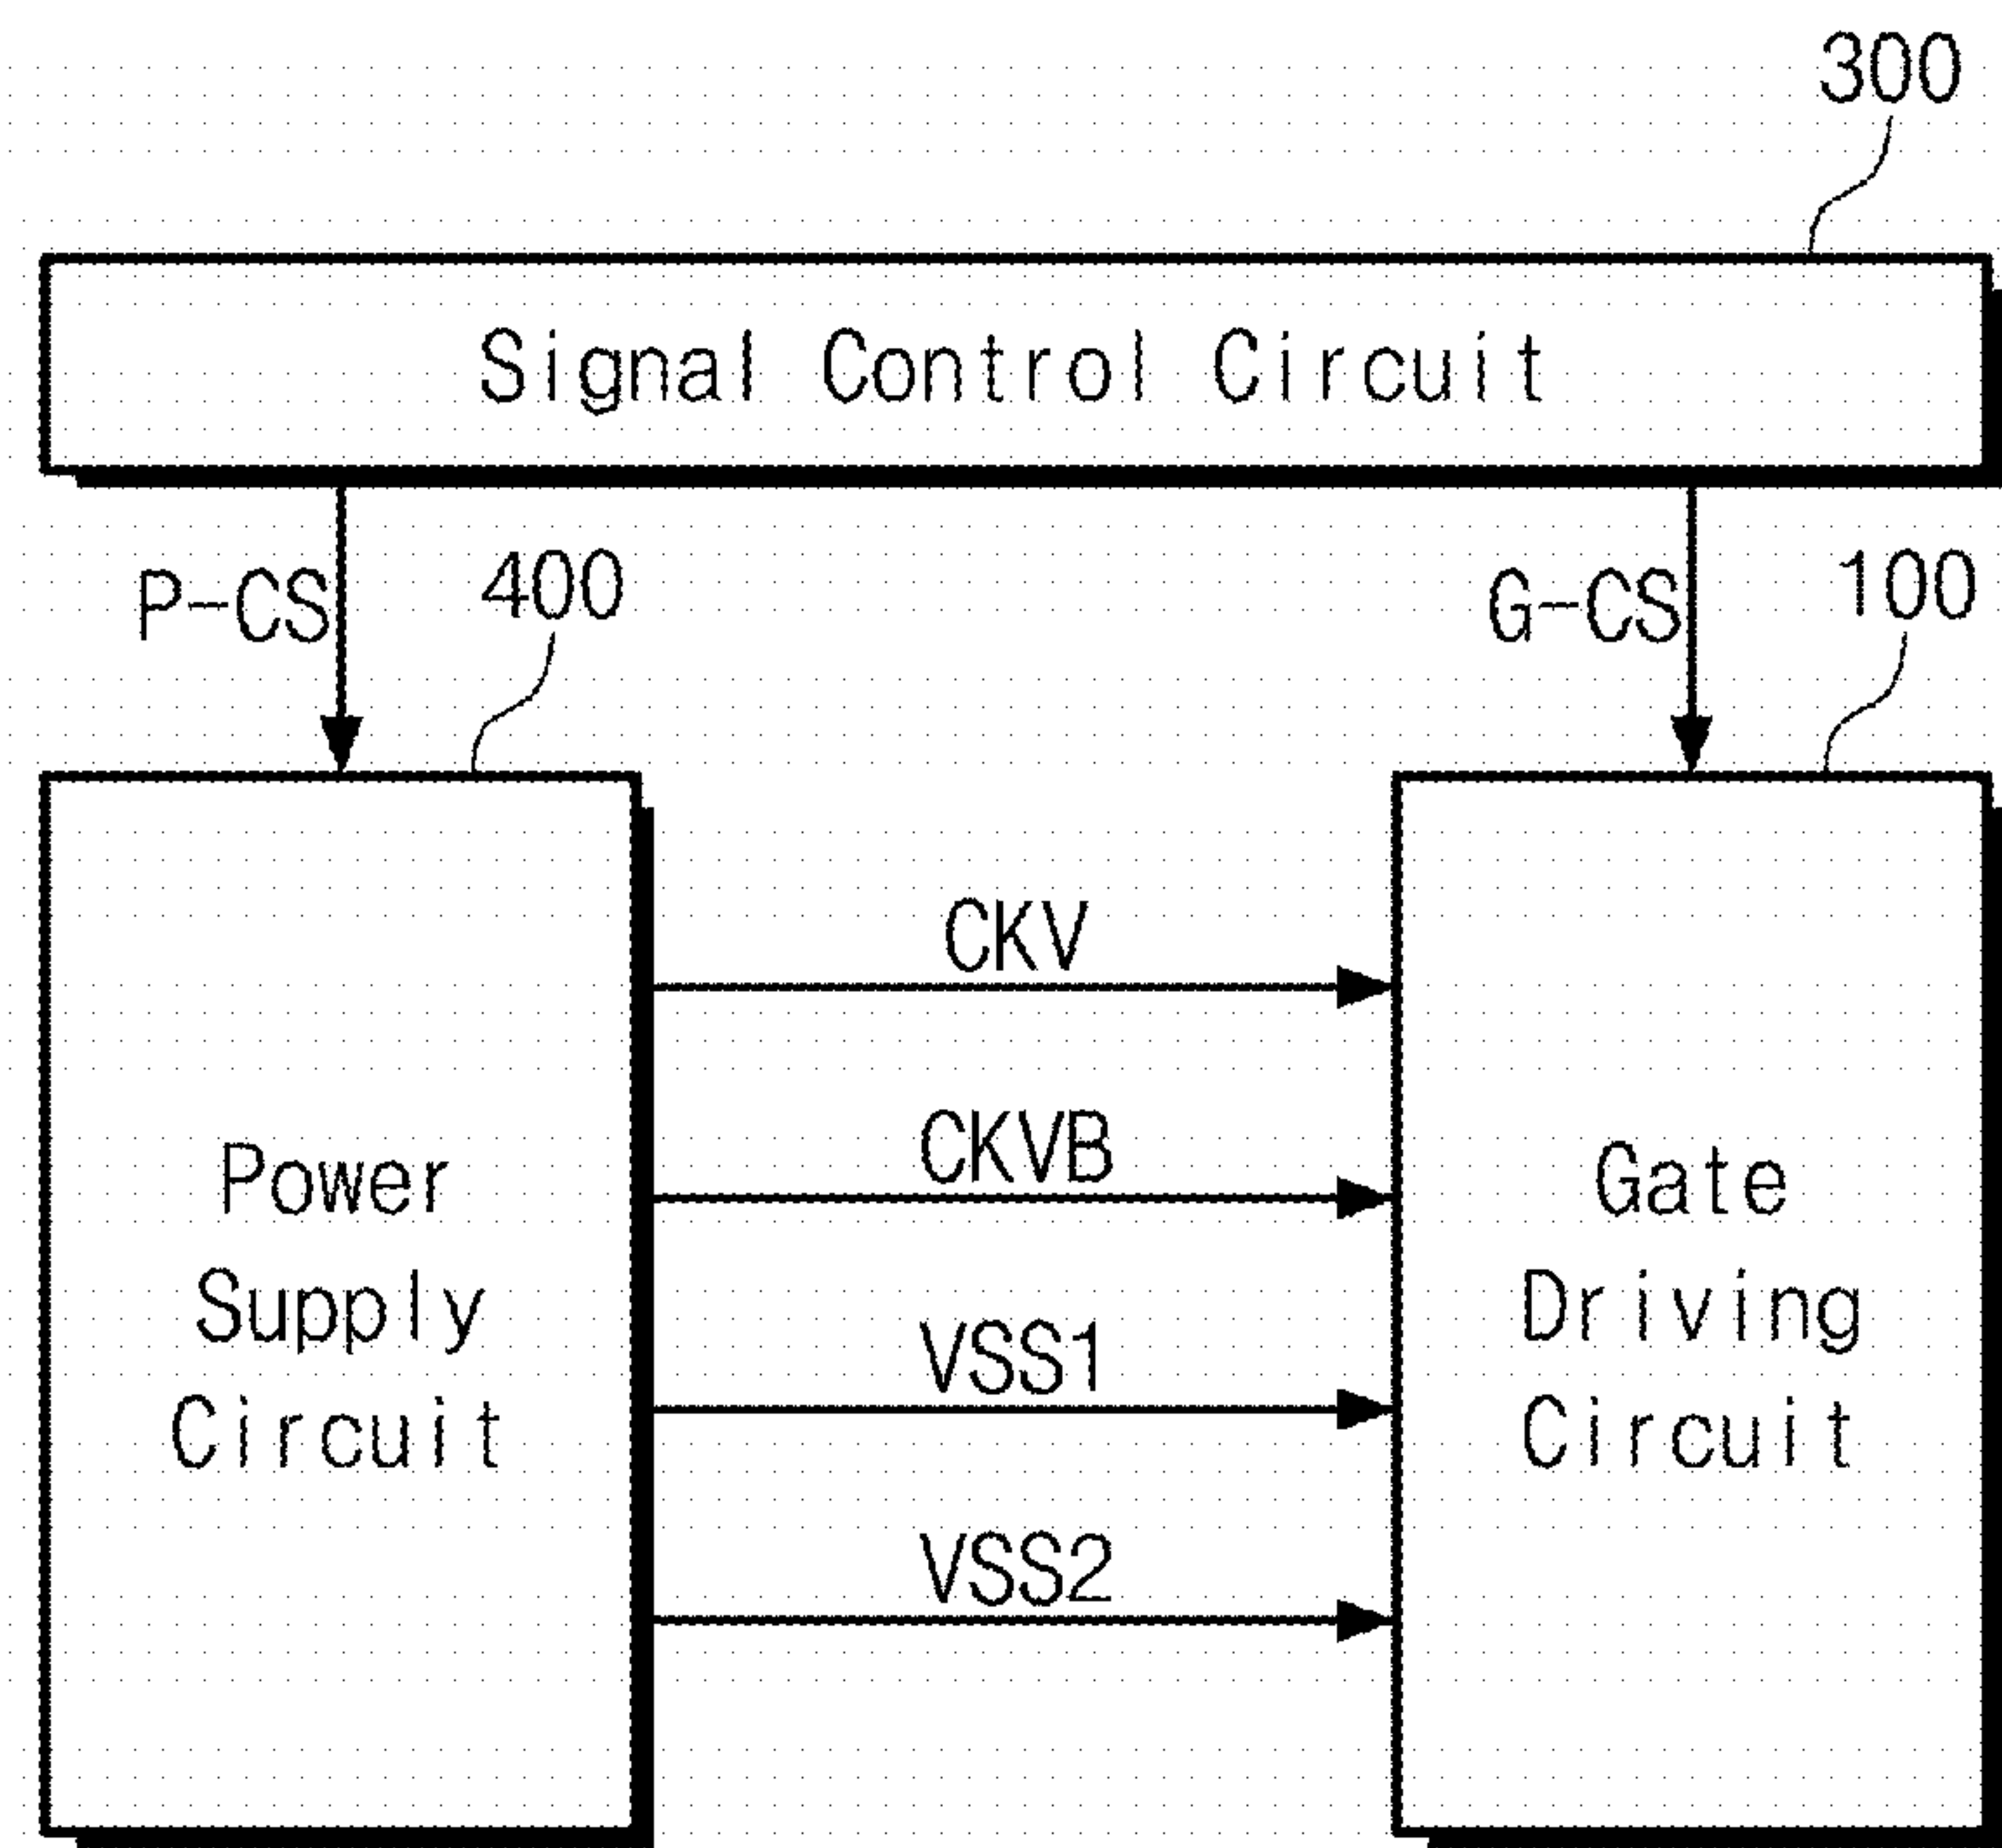 300
Signal Control Circuit
P-CS
400
G-CS
100
CKV
CKVB
Power
Supply
Circuit
VSS1
VSS2
Gate
Driving
Circuit